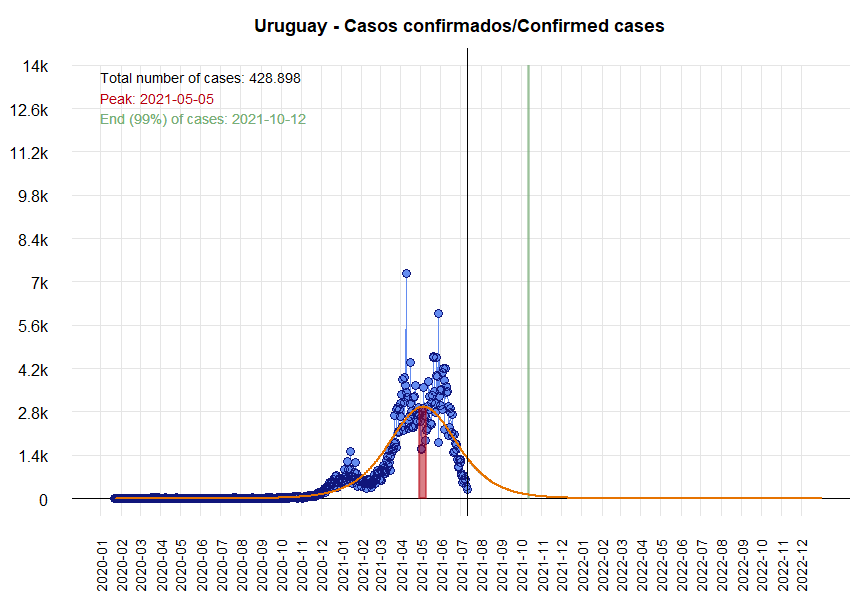 Uruguay - Casos confirmados/Confirmed cases
14k
Total number of cases: 428.898
Peak: 2021-05-05
12.6k
End (99%) of cases: 2021-10-12
11.2k
9.8k
8.4k
7k
5.6k
4.2k
2.8k
1.4k
0
2020-01
2020-02
2020-03
2020-04
2020-05
2020-06
2020-07
2020-08
2020-09
2020-10
2020-11
2020-12
2021-01
2021-02
2021-03
2021-04
2021-05
2021-06
2021-07
2021-08
2021-09
2021-10
2021-11
2021-12
2022-01
2022-02
2022-03
2022-04
2022-05
2022-06
2022-07
2022-08
2022-09
2022-10
2022-11
2022-12